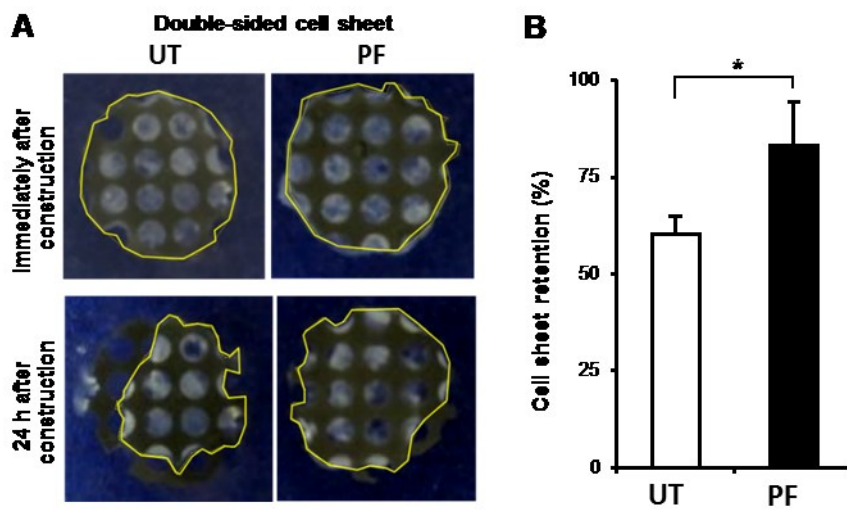 A
Double-sided cell sheet
UT PF
Immediately after
construction
24 h after
construction
B
Cell sheet retention (%)
100
75
50
25
0
*
UT PF